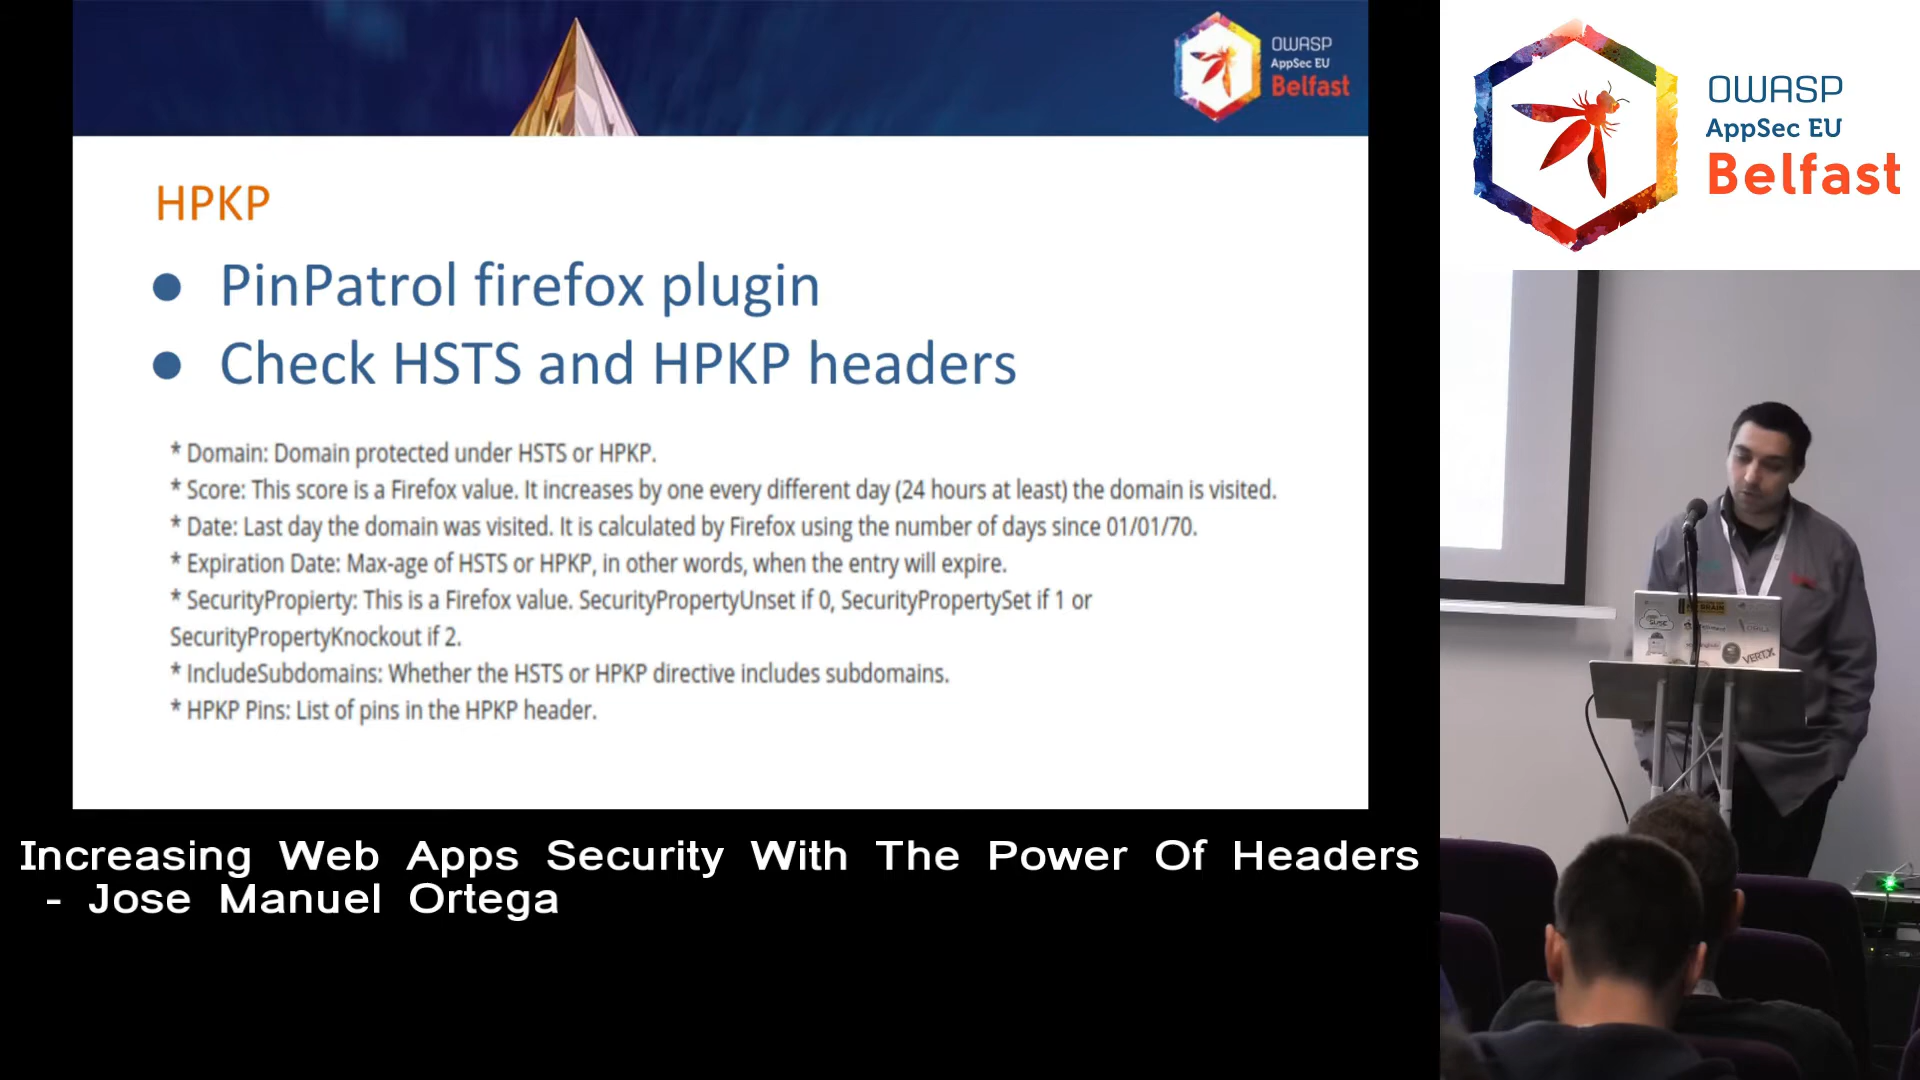 OWASP
AppSec EU
Belfast
HPKP
● PinPatrol firefox plugin
● Check HSTS and HPKP headers
* Domain: Domain protected under HSTS or HPKP.
* Score: This score is a Firefox value. It increases by one every different day (24 hours at least) the domain is visited.
* Date: Last day the domain was visited. It is calculated by Firefox using the number of days since 01/01/70.
* Expiration Date: Max-age of HSTS or HPKP, in other words, when the entry will expire.
* SecurityPropierty: This is a Firefox value. SecurityPropertyUnset if 0, SecurityPropertySet if 1 or
SecurityPropertyKnockout if 2.
* IncludeSubdomains: Whether the HSTS or HPKP directive includes subdomains.
* HPKP Pins: List of pins in the HPKP header.
Increasing Web Apps Security With The Power Of Headers
- Jose Manuel Ortega
OWASP
AppSec EU
Belfast
VERT.X